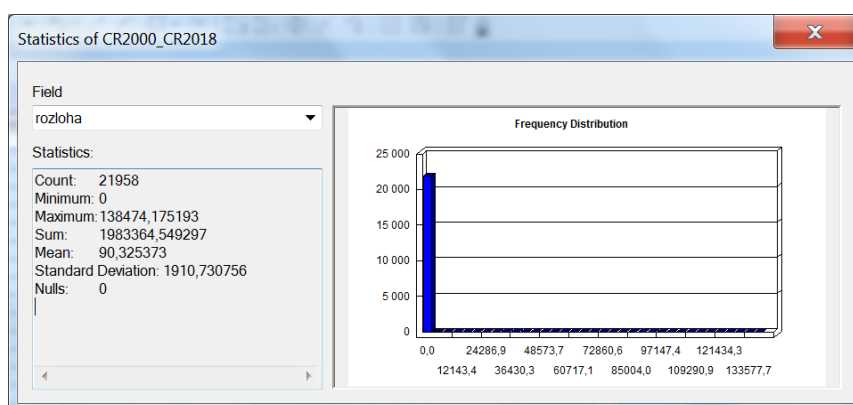 Statistics of CR2000_CR2018
Field
rozloha
Statistics:
Count: 21958
Minimum: 0
Maximum: 138474,175193
Sum: 1983364,549297
Mean: 90,325373
Standard Deviation: 1910,730756
Nulls: 0
Frequency Distribution
25 000
20 000
15 000
10 000
5 000
0
0,0 24286,9 48573,7 72860,6 97147,4 121434,3
12143,4 36430,3 60717,1 85004,0 109290,9 133577,7